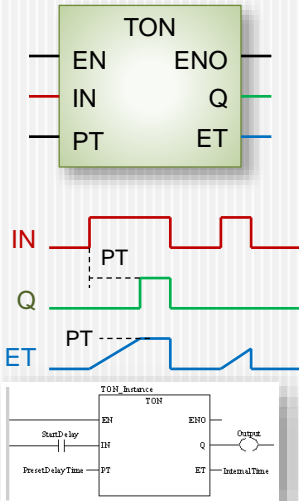 TON
EN ENO
IN Q
PT ET
IN
PT
Q
PT
ET
TON_Instance
TON
EN ENO
StartDelay IN Q Output
PresetDelayTime PT ET InternalTime